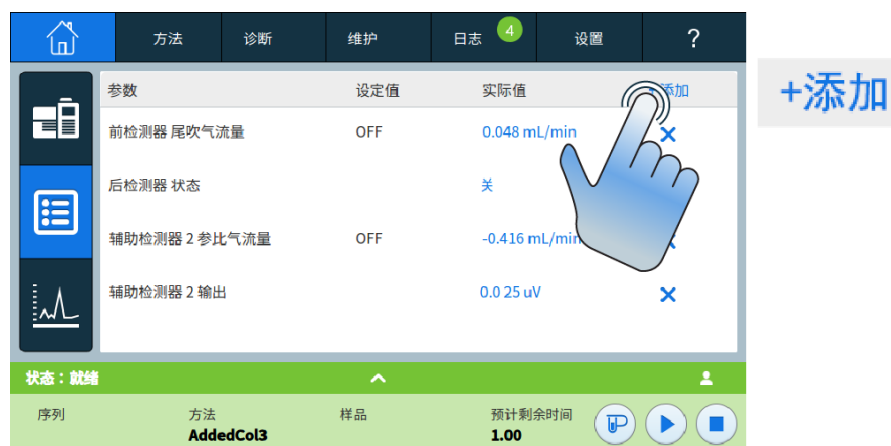 方法 诊断 维护 日志 4 设置 ?
参数 设定值 实际值 +添加
+添加
前检测器 尾吹气流量 OFF 0.048 mL/min
后检测器 状态 关
辅助检测器 2 参比气流量 OFF -0.416 mL/min
辅助检测器 2 输出 0.0 25 uV
状态：就绪
序列 方法 样品 预计剩余时间
AddedCol3 1.00